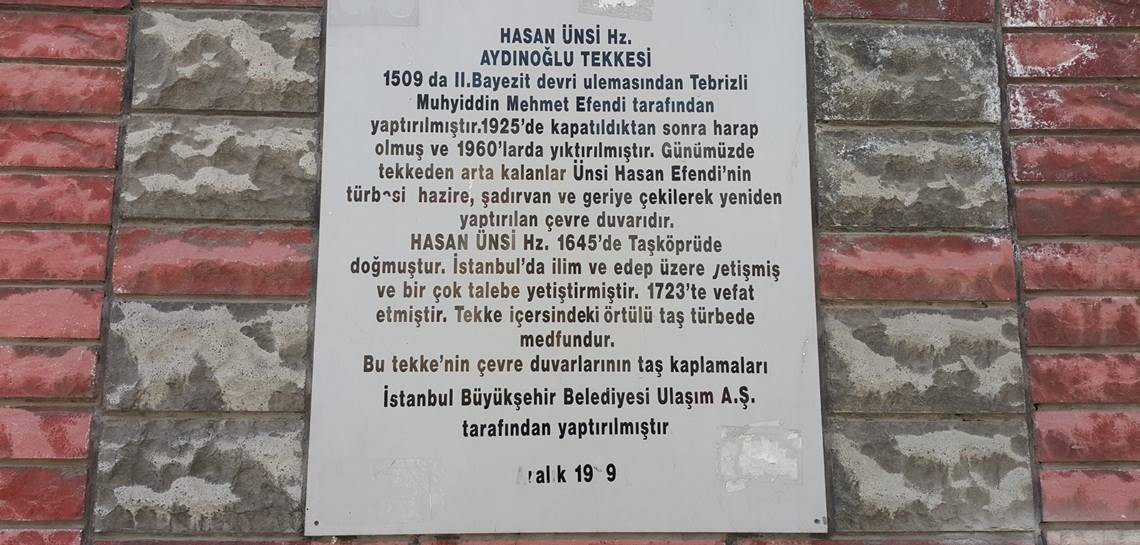 HASAN ÜNSİ Hz.
AYDINOĞLU TEKKESİ
1509 da II.Bayezit devri ulemasından Tebrizli
Muhyiddin Mehmet Efendi tarafından
yaptırılmıştır.1925'de kapatıldıktan sonra harap
olmuş ve 1960'larda yıktırılmıştır. Günümüzde
tekkeden arta kalanlar Ünsi Hasan Efendi'nin
türbesi hazire, şadırvan ve geriye çekilerek yeniden
yaptırılan çevre duvarıdır.
HASAN ÜNSİ Hz. 1645'de Taşköprüde
doğmuştur. İstanbul'da ilim ve edep üzere yetişmiş
ve bir çok talebe yetiştirmiştir. 1723'te vefat
etmiştir. Tekke içersindeki örtülü taş türbede
medfundur.
Bu tekke'nin çevre duvarlarının taş kaplamaları
İstanbul Büyükşehir Belediyesi Ulaşım A.Ş.
tarafından yaptırılmıştır
Aralık